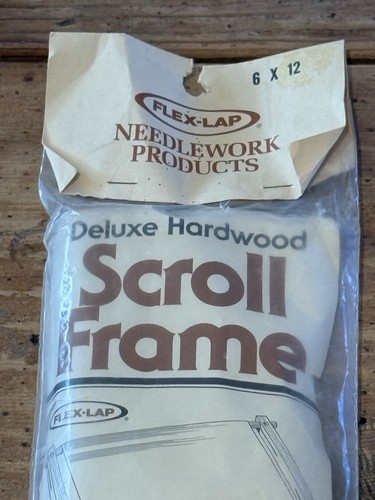 6 X 12
FLEX-LAP®
NEEDLEWORK
PRODUCTS
Deluxe Hardwood
Scroll
Frame
FLEX-LAP®